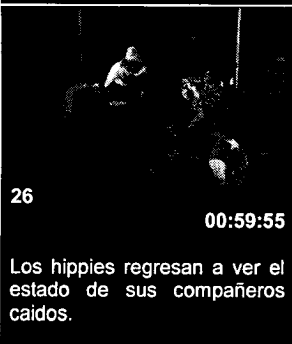 26
00:59:55
Los hippies regresan a ver el
estado de sus compañeros
caidos.